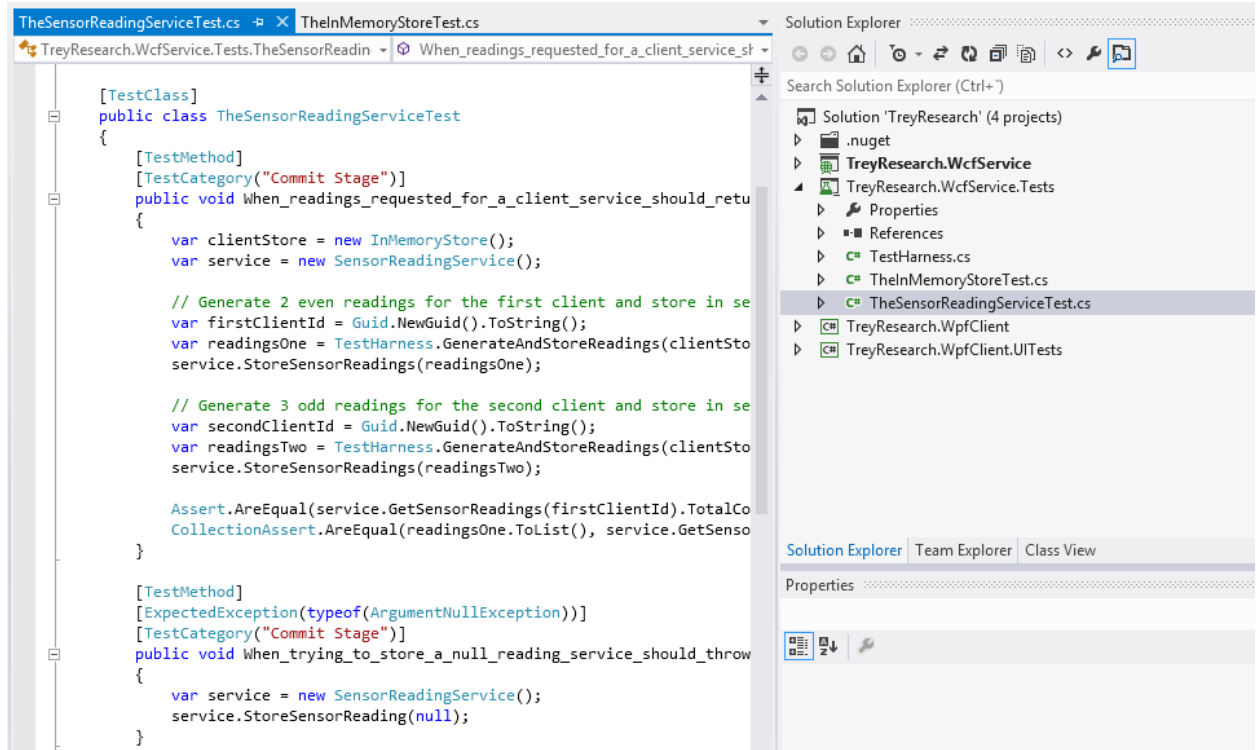 TheSensorReadingServiceTest.cs
TheInMemoryStoreTest.cs
TreyResearch.WcfService.Tests.TheSensorReadin
When_readings_requested_for_a_client_service_sh
[TestClass]
public class TheSensorReadingServiceTest
{
[TestMethod]
[TestCategory("Commit Stage")]
public void When_readings_requested_for_a_client_service_should_retu
{
var clientStore = new InMemoryStore();
var service = new SensorReadingService();
// Generate 2 even readings for the first client and store in se
var firstClientId = Guid.NewGuid().ToString();
var readingsOne = TestHarness.GenerateAndStoreReadings(clientSto
service.StoreSensorReadings(readingsOne);
// Generate 3 odd readings for the second client and store in se
var secondClientId = Guid.NewGuid().ToString();
var readingsTwo = TestHarness.GenerateAndStoreReadings(clientSto
service.StoreSensorReadings(readingsTwo);
Assert.AreEqual(service.GetSensorReadings(firstClientId).TotalCo
CollectionAssert.AreEqual(readingsOne.ToList(), service.GetSenso
}
[TestMethod]
[ExpectedException(typeof(ArgumentNullException))]
[TestCategory("Commit Stage")]
public void When_trying_to_store_a_null_reading_service_should_throw
{
var service = new SensorReadingService();
service.StoreSensorReading(null);
}
Solution Explorer
Search Solution Explorer (Ctrl+`)
Solution 'TreyResearch' (4 projects)
.nuget
TreyResearch.WcfService
TreyResearch.WcfService.Tests
Properties
References
C# TestHarness.cs
C# TheInMemoryStoreTest.cs
C# TheSensorReadingServiceTest.cs
C# TreyResearch.WpfClient
C# TreyResearch.WpfClient.UITests
Solution Explorer Team Explorer Class View
Properties